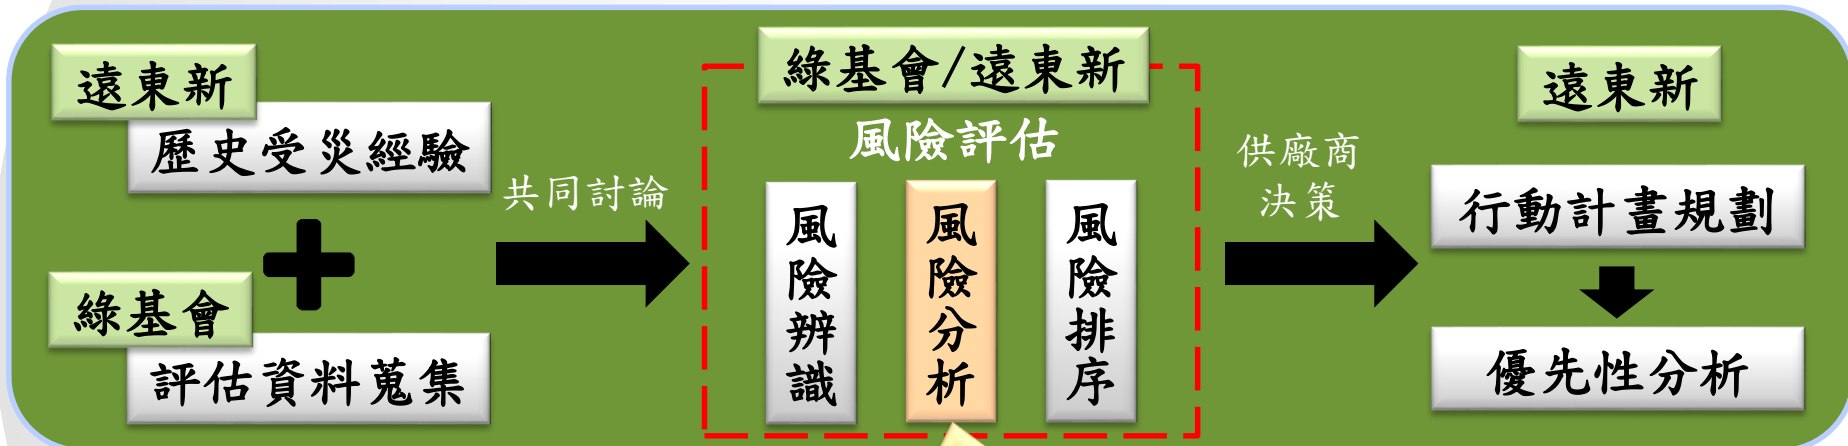 遠東新
歷史受災經驗
綠基會
評估資料蒐集
共同討論
綠基會/遠東新
風險評估
風險辨識
風險分析
風險排序
供廠商
決策
遠東新
行動計畫規劃
優先性分析